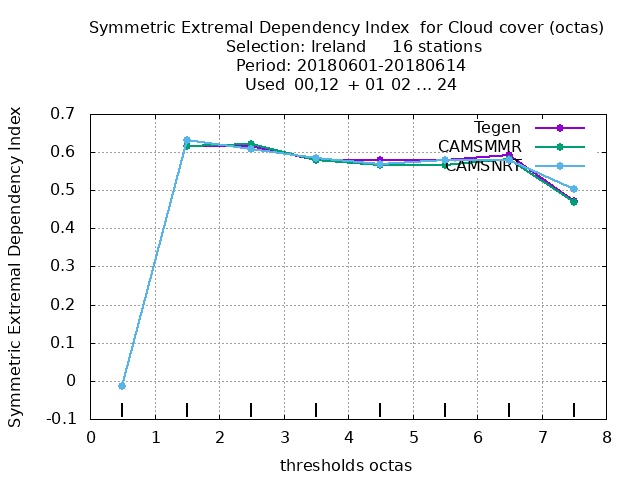 Symmetric Extremal Dependency Index  for Cloud cover (octas)
Selection: Ireland     16 stations
Period: 20180601-20180614
Used  00,12  + 01 02 ... 24
Symmetric Extremal Dependency Index
0.7
0.6
0.5
0.4
0.3
0.2
0.1
0
-0.1
Tegen
CAMSMMR
CAMSNRT
0 1 2 3 4 5 6 7 8
thresholds octas